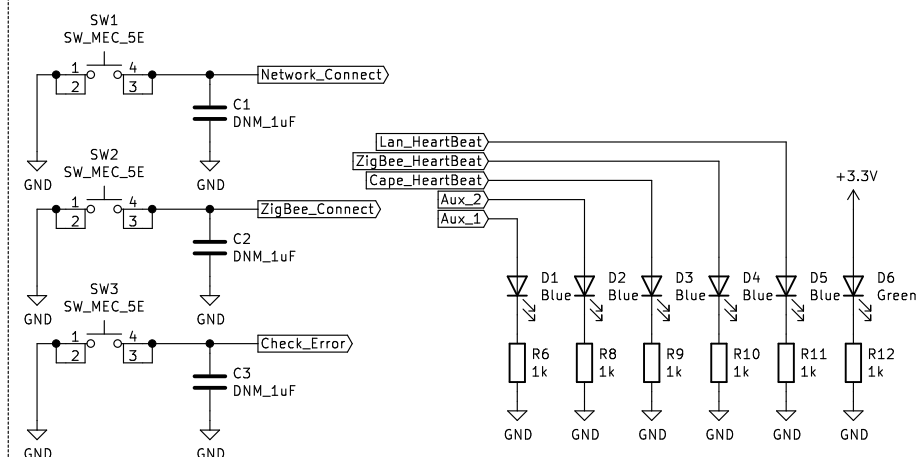 SW1
SW_MEC_5E
1 4
2 3
Network_Connect
C1
DNM_1uF
GND GND
SW2
SW_MEC_5E
1 4
2 3
ZigBee_Connect
C2
DNM_1uF
GND GND
SW3
SW_MEC_5E
1 4
2 3
Check_Error
C3
DNM_1uF
GND GND
Lan_HeartBeat
ZigBee_HeartBeat
Cape_HeartBeat
Aux_2
Aux_1
+3.3V
D1 D2 D3 D4 D5 D6
Blue Blue Blue Blue Blue Green
R6 R8 R9 R10 R11 R12
1k 1k 1k 1k 1k 1k
GND GND GND GND GND GND